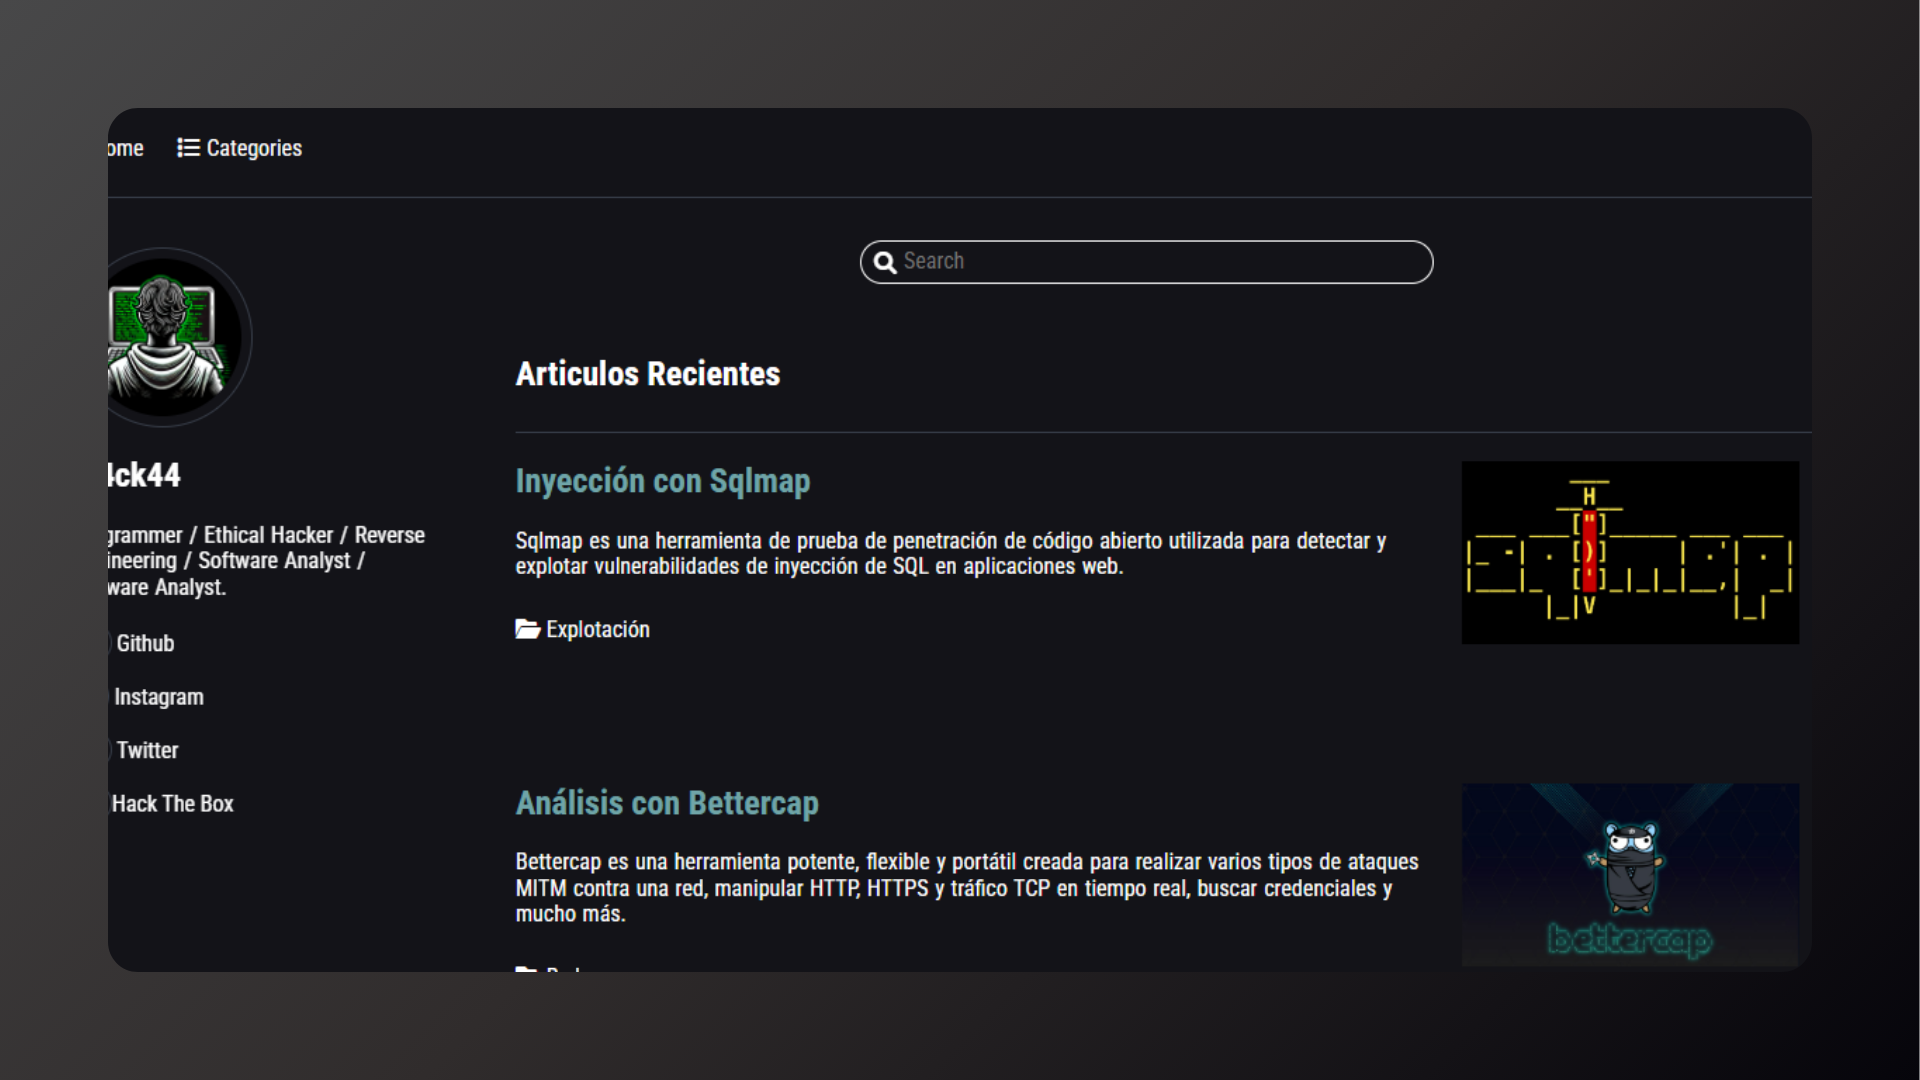 ome Categories
Search
Articulos Recientes
ck44
grammer / Ethical Hacker / Reverse
ineering / Software Analyst /
ware Analyst.
Github
Instagram
Twitter
Hack The Box
Inyección con Sqlmap
Sqlmap es una herramienta de prueba de penetración de código abierto utilizada para detectar y
explotar vulnerabilidades de inyección de SQL en aplicaciones web.
Explotación
sqlmap
Análisis con Bettercap
Bettercap es una herramienta potente, flexible y portátil creada para realizar varios tipos de ataques
MITM contra una red, manipular HTTP, HTTPS y tráfico TCP en tiempo real, buscar credenciales y
mucho más.
bettercap